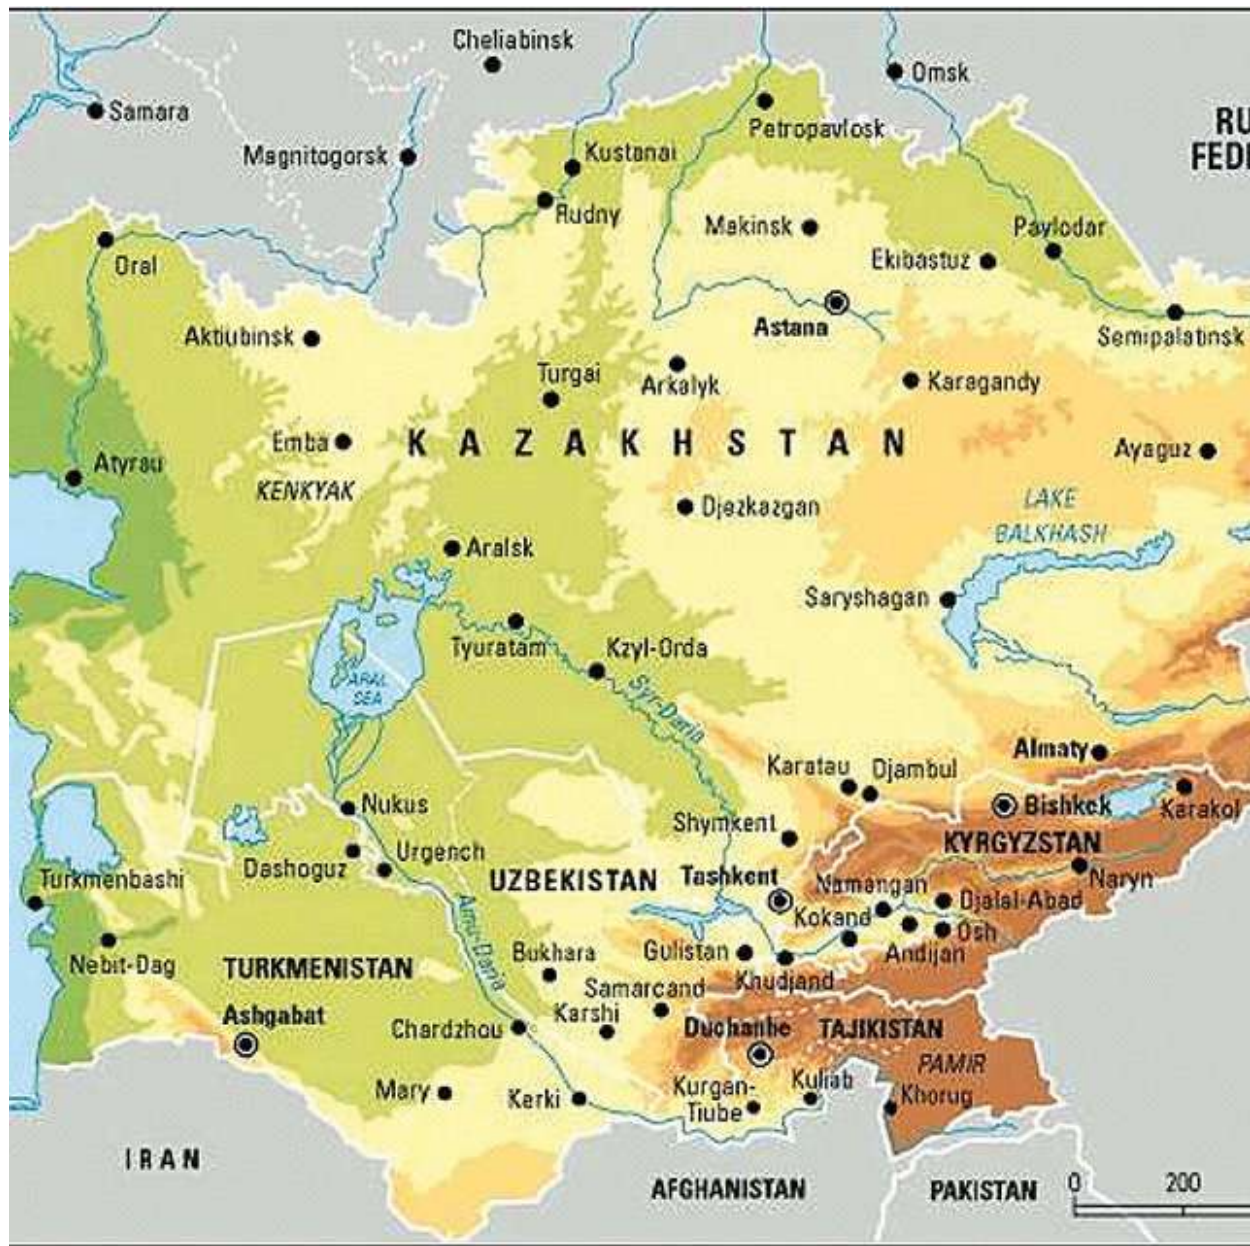 Cheliabinsk
Omsk
Samara
Petropavlosk
RU
FEDE
Magnitogorsk
Kustanai
Rudny
Makinsk
Pavlodar
Oral
Ekibastuz
Astana
Aktiubinsk
Semipalatinsk
Turgai
Arkalyk
Karagandy
Emba
KAZAKHSTAN
Ayaguz
Atyrau
KENKYAK
Djezkazgan
LAKE
BALKHASH
Aralsk
Saryshagan
Tyuratam
Kzyl-Orda
ARAL
SEA
Syr-Daria
Almaty
Karatau
Djambul
Nukus
Bishkek
Karakol
Shymkent
KYRGYZSTAN
Dashoguz
Urgench
Turkmenbashi
UZBEKISTAN
Tashkent
Namangan
Naryn
Djalal-Abad
Kokand
Amu-Daria
Osh
Andijan
Bukhara
Gulistan
Nebit-Dag
TURKMENISTAN
Khudjand
Samarcand
Ashgabat
Karshi
Chardzhou
Duchanbe
TAJIKISTAN
PAMIR
Mary
Kerki
Kurgan-
Tiube
Kuliab
Khorug
IRAN
AFGHANISTAN
PAKISTAN
0
200